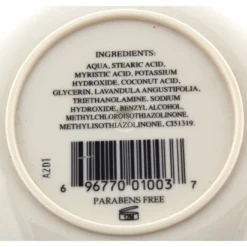 INGREDIENTS:
AQUA, STEARIC ACID,
MYRISTIC ACID, POTASSIUM
HYDROXIDE, COCONUT ACID,
GLYCERIN, LAVANDULA ANGUSTIFOLIA,
TRIETHANOLAMINE, SODIUM
HYDROXIDE, BENZYL ALCOHOL,
METHYLCHLOROISOTHIAZOLINONE,
METHYLISOTHIAZOLINONE, CI51319.
A2D1
6 96770 01003 7
PARABENS FREE